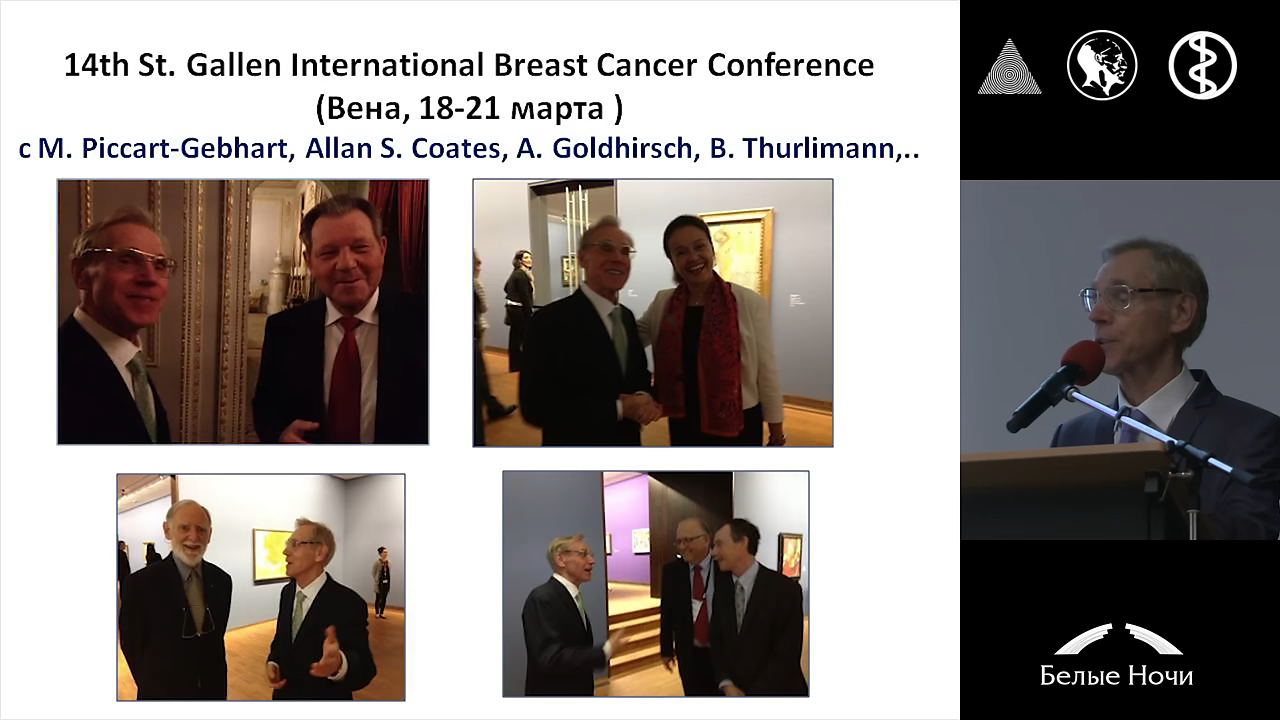 14th St. Gallen International Breast Cancer Conference
(Вена, 18-21 марта )
с M. Piccart-Gebhart, Allan S. Coates, A. Goldhirsch, B. Thurlimann,..
Белые Ночи